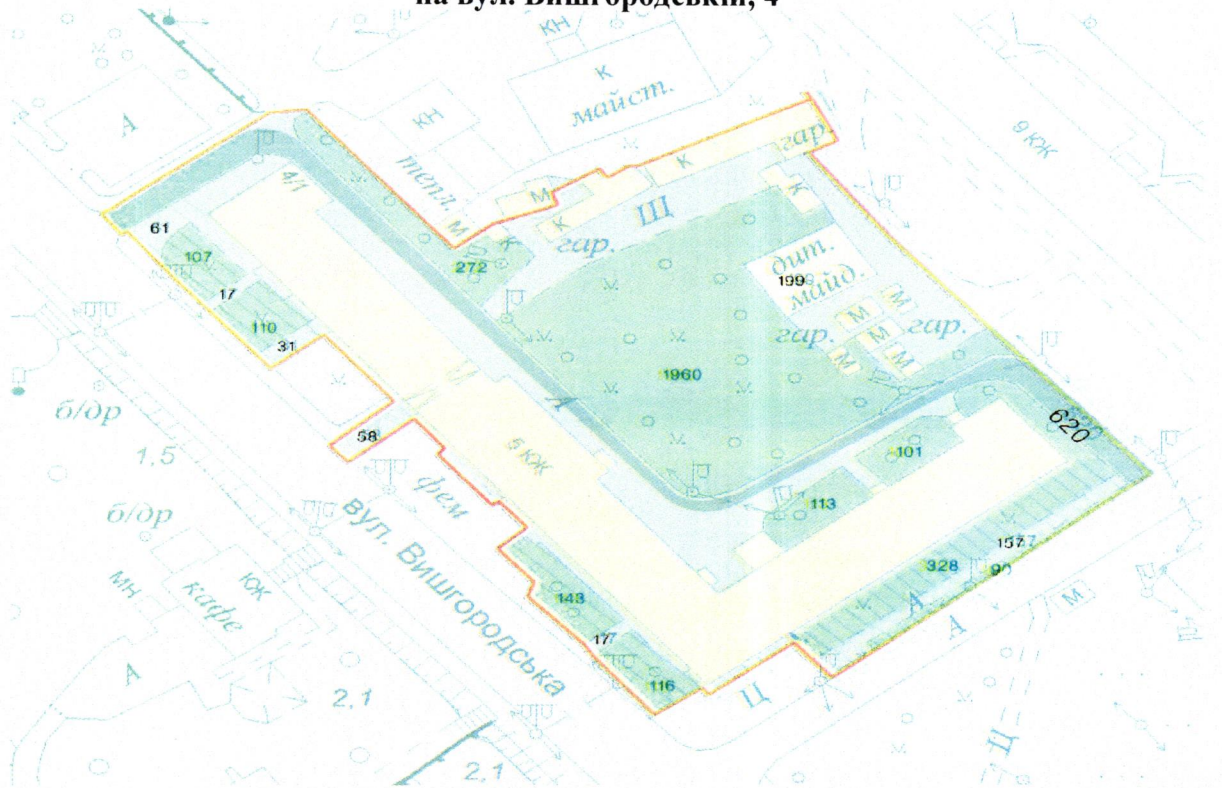 на вул. Вишгородській, 4
КН
К
майст.
А
КН
гар.
9 КЖ
К
тепл.
4/1
М
К
М
Щ
К
61
гар.
272
107
дит.
майд.
17
199
М
М
110
гар.
М
гар.
31
М
М
1960
А
620
б/др
58
5 КЖ
101
1,5
фем
113
б/др
вул. Вишгородська
157
328
90
КЖ
МН
кафе
143
А
М
А
17
А
116
2,1
Ц
Ц
2,1